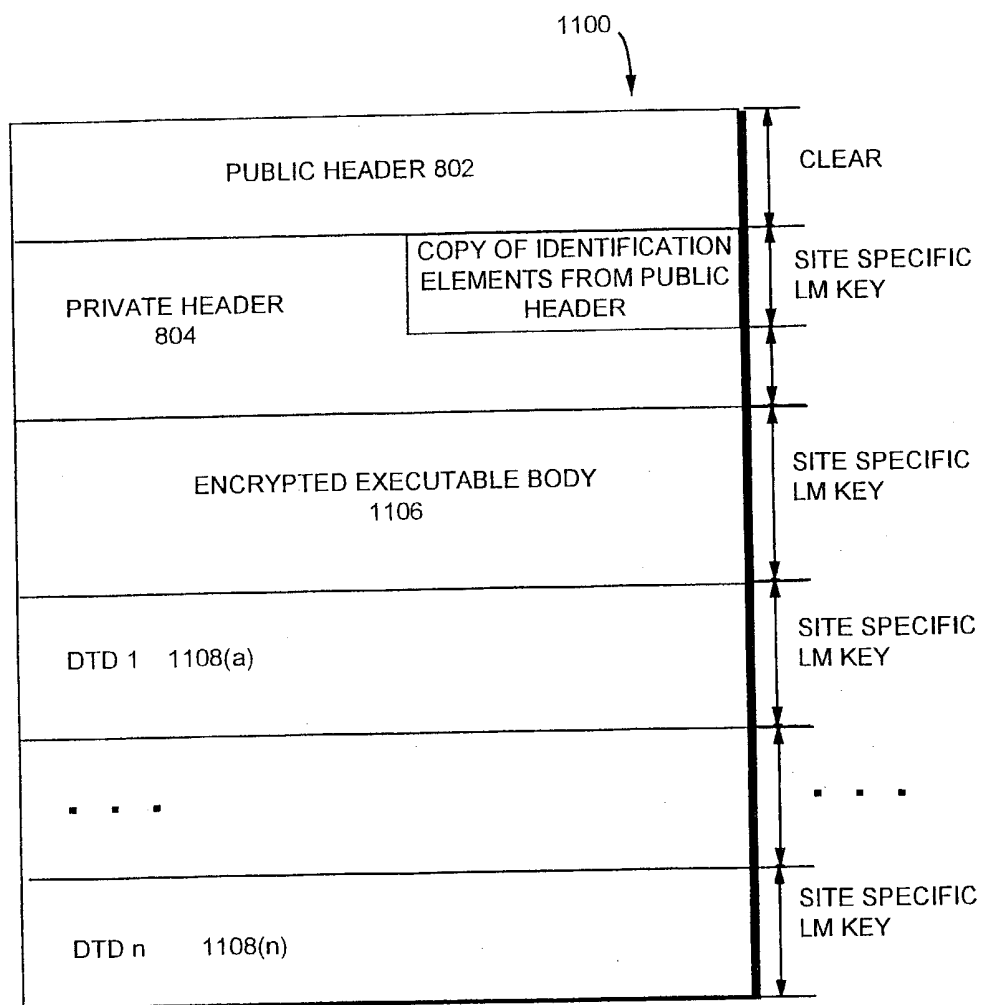 1100
PUBLIC HEADER 802
CLEAR
COPY OF IDENTIFICATION
ELEMENTS FROM PUBLIC
HEADER
SITE SPECIFIC
LM KEY
PRIVATE HEADER
804
ENCRYPTED EXECUTABLE BODY
1106
SITE SPECIFIC
LM KEY
DTD 1 1108(a)
SITE SPECIFIC
LM KEY
. . .
. . .
DTD n 1108(n)
SITE SPECIFIC
LM KEY